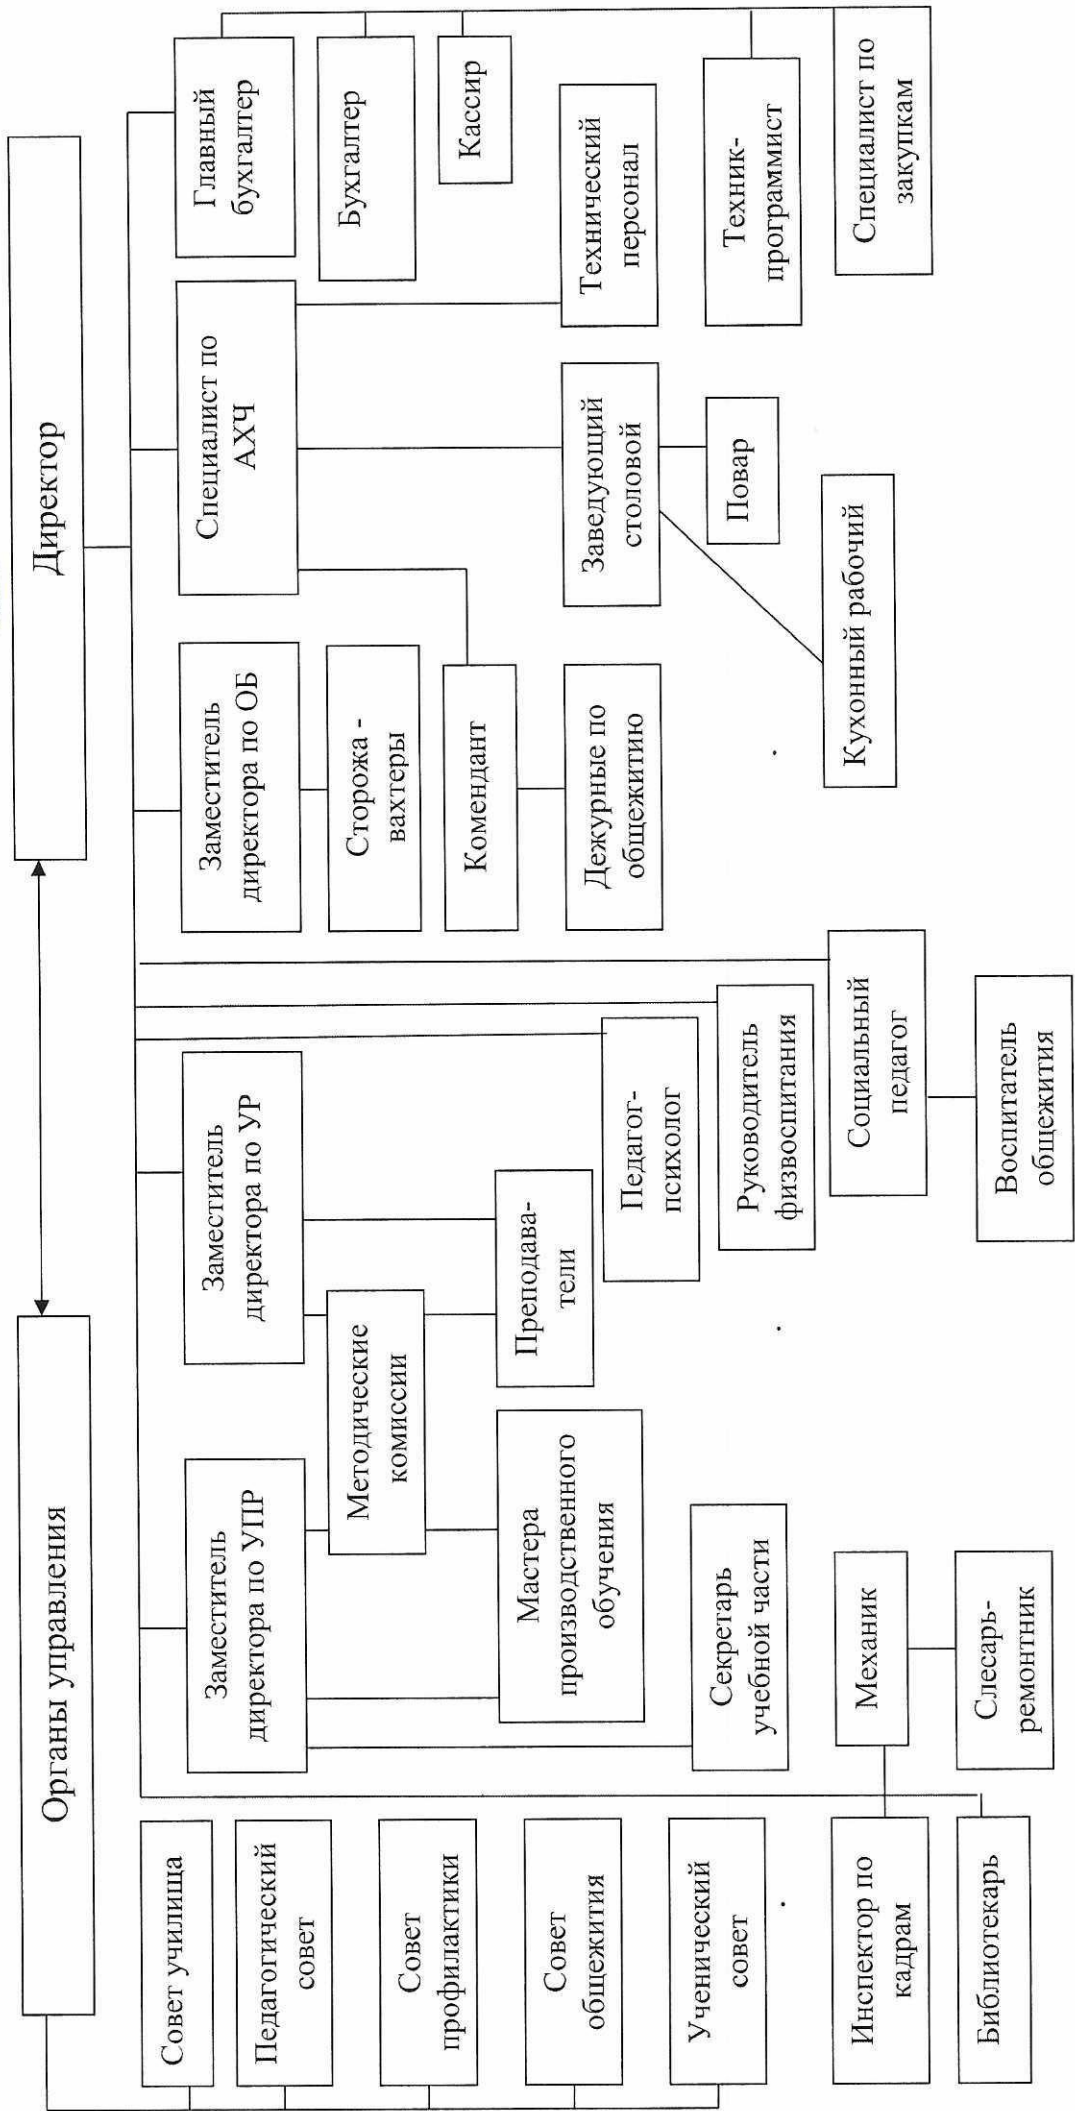 Органы управления
Директор
Совет училища
Педагогический
совет
Совет
профилактики
Совет
общежития
Ученический
совет
Инспектор по
кадрам
Библиотекарь
Заместитель
директора по УПР
Заместитель
директора по УР
Методические
комиссии
Мастера
производственного
обучения
Преподава-
тели
Секретарь
учебной части
Механик
Слесарь-
ремонтник
Педагог-
психолог
Руководитель
физвоспитания
Социальный
педагог
Воспитатель
общежития
Заместитель
директора по ОБ
Сторожа -
вахтеры
Комендант
Дежурные по
общежитию
Специалист по
АХЧ
Заведующий
столовой
Повар
Кухонный рабочий
Технический
персонал
Главный
бухгалтер
Бухгалтер
Кассир
Техник-
программист
Специалист по
закупкам